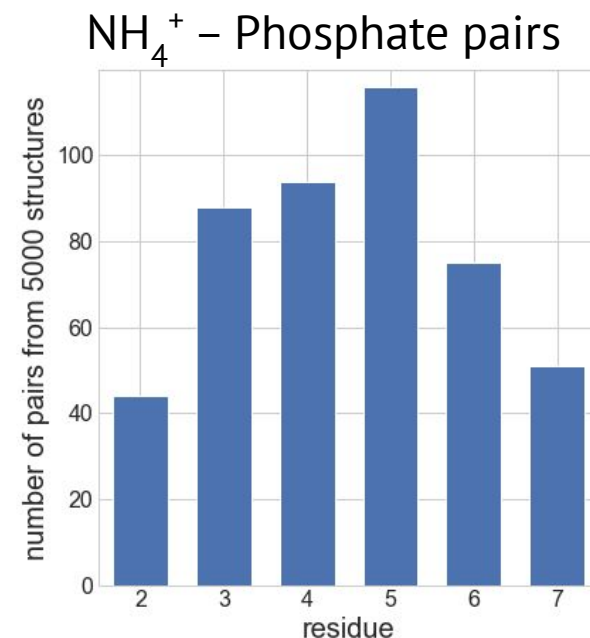 NH₄⁺ – Phosphate pairs
number of pairs from 5000 structures
100
80
60
40
20
0
2 3 4 5 6 7
residue